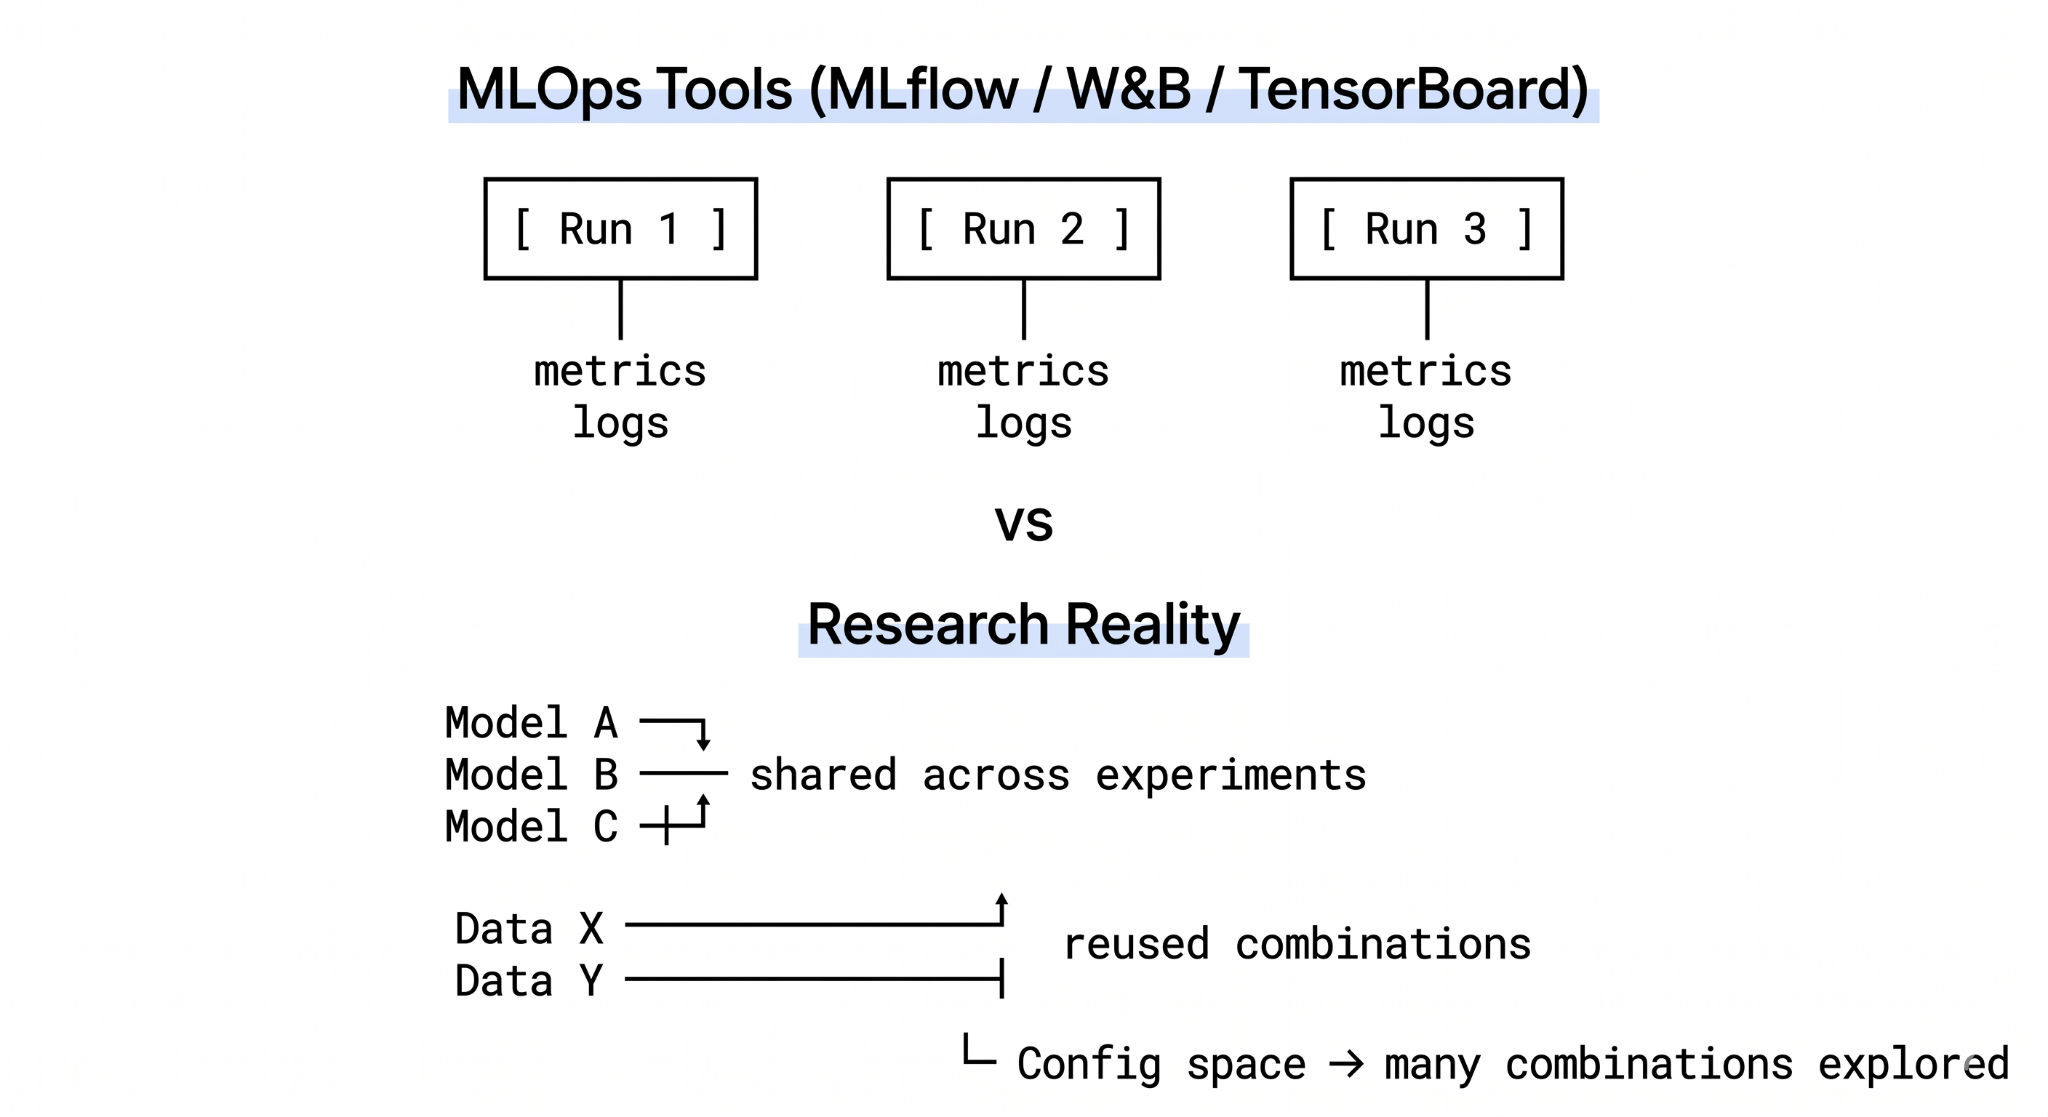 MLOps Tools (MLflow / W&B / TensorBoard)
[ Run 1 ] [ Run 2 ] [ Run 3 ]
metrics metrics metrics
logs logs logs
vs
Research Reality
Model A
Model B shared across experiments
Model C
Data X
reused combinations
Data Y
Config space → many combinations explored